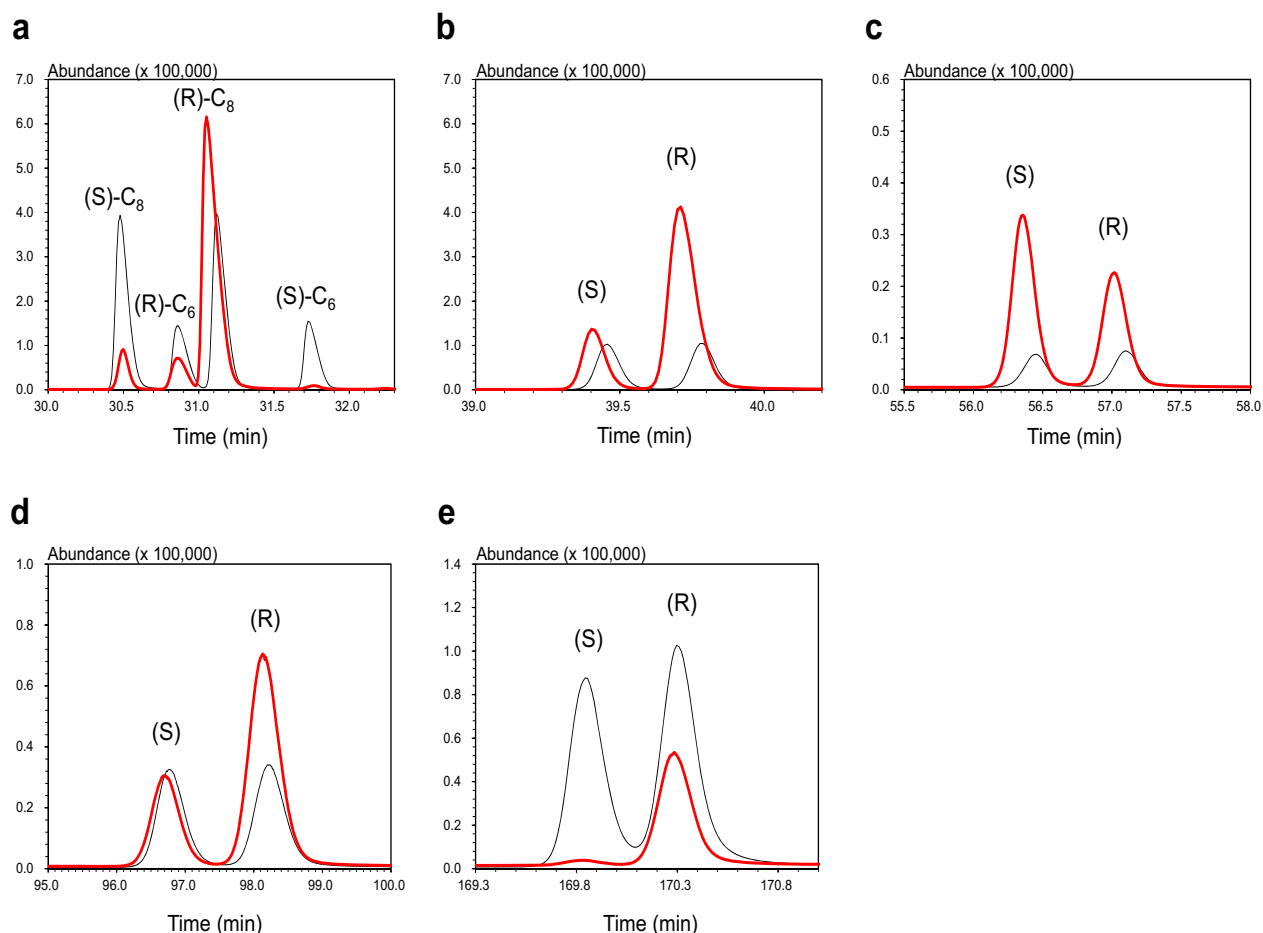 a
Abundance (x 100,000)
7.0
6.0
5.0
4.0
3.0
2.0
1.0
0.0
(R)-C8
(S)-C8
(R)-C6
(S)-C6
30.0 30.5 31.0 31.5 32.0
Time (min)
b
Abundance (x 100,000)
7.0
6.0
5.0
4.0
3.0
2.0
1.0
0.0
(R)
(S)
39.0 39.5 40.0
Time (min)
c
Abundance (x 100,000)
0.6
0.5
0.4
0.3
0.2
0.1
0.0
(S)
(R)
55.5 56.0 56.5 57.0 57.5 58.0
Time (min)
d
Abundance (x 100,000)
1.0
0.8
0.6
0.4
0.2
0.0
(R)
(S)
95.0 96.0 97.0 98.0 99.0 100.0
Time (min)
e
Abundance (x 100,000)
1.4
1.2
1.0
0.8
0.6
0.4
0.2
0.0
(R)
(S)
169.3 169.8 170.3 170.8
Time (min)